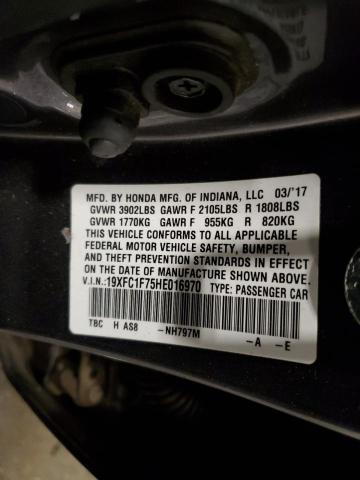 MFD. BY HONDA MFG. OF INDIANA, LLC 03/'17
GVWR 3902LBS GAWR F 2105LBS R 1808LBS
GVWR 1770KG GAWR F 955KG R 820KG
THIS VEHICLE CONFORMS TO ALL APPLICABLE
FEDERAL MOTOR VEHICLE SAFETY, BUMPER,
AND THEFT PREVENTION STANDARDS IN EFFECT
ON THE DATE OF MANUFACTURE SHOWN ABOVE.
V.I.N.:19XFC1F75HE016970 TYPE: PASSENGER CAR
TBC H AS8 -NH797M -A -E